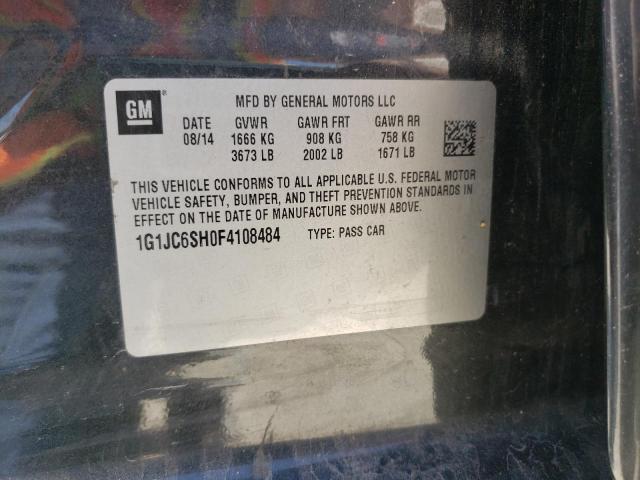 GM ®
MFD BY GENERAL MOTORS LLC
DATE GVWR GAWR FRT GAWR RR
08/14 1666 KG 908 KG 758 KG
3673 LB 2002 LB 1671 LB
THIS VEHICLE CONFORMS TO ALL APPLICABLE U.S. FEDERAL MOTOR
VEHICLE SAFETY, BUMPER, AND THEFT PREVENTION STANDARDS IN
EFFECT ON THE DATE OF MANUFACTURE SHOWN ABOVE.
1G1JC6SH0F4108484 TYPE: PASS CAR